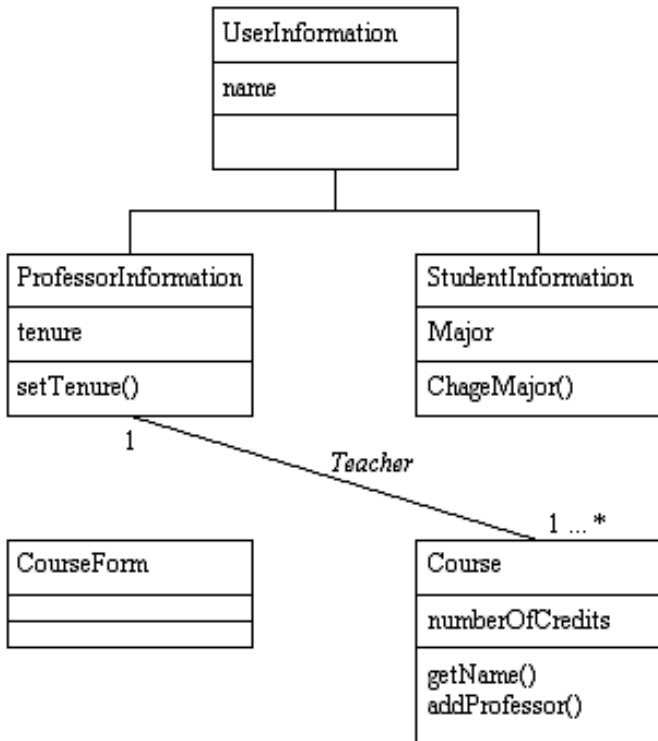 UserInformation
name
ProfessorInformation
tenure
setTenure()
StudentInformation
Major
ChageMajor()
1
Teacher
1 ... *
CourseForm
Course
numberOfCredits
getName()
addProfessor()